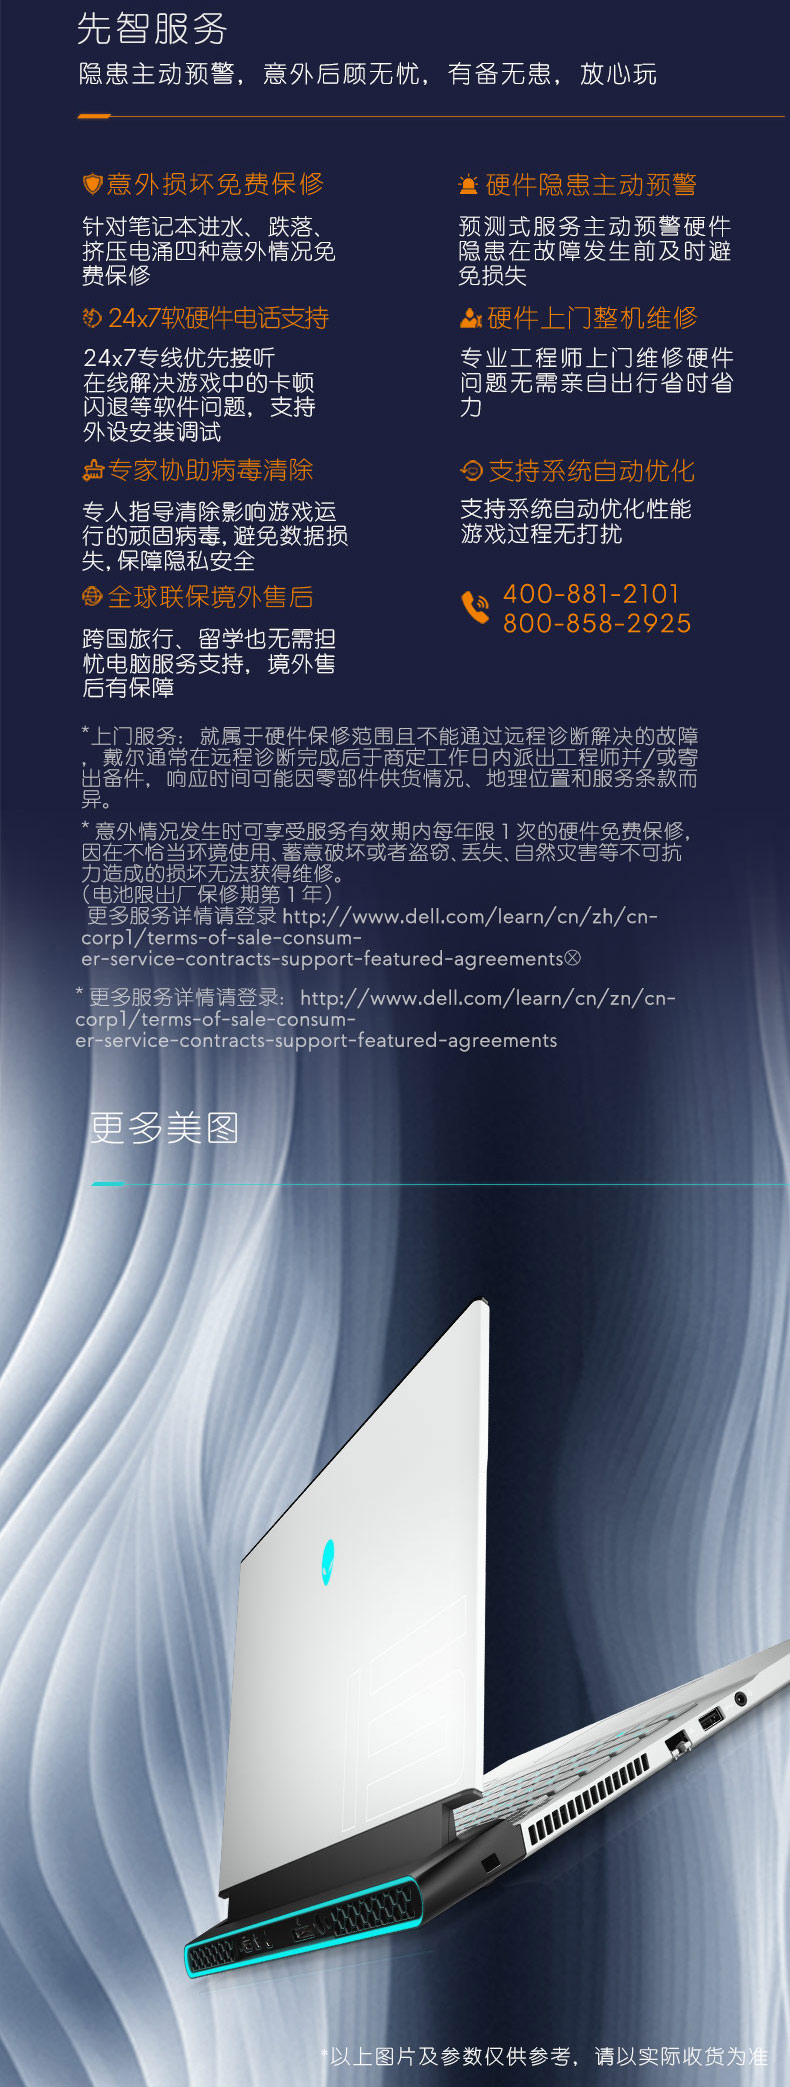 先智服务
隐患主动预警，意外后顾无忧，有备无患，放心玩
意外损坏免费保修
针对笔记本进水、跌落、
挤压电涌四种意外情况免
费保修
硬件隐患主动预警
预测式服务主动预警硬件
隐患在故障发生前及时避
免损失
24x7软硬件电话支持
24x7专线优先接听
在线解决游戏中的卡顿
闪退等软件问题，支持
外设安装调试
硬件上门整机维修
专业工程师上门维修硬件
问题无需亲自出行省时省
力
专家协助病毒清除
专人指导清除影响游戏运
行的顽固病毒,避免数据损
失,保障隐私安全
支持系统自动优化
支持系统自动优化性能
游戏过程无打扰
全球联保境外售后
跨国旅行、留学也无需担
忧电脑服务支持，境外售
后有保障
400-881-2101
800-858-2925
*上门服务：就属于硬件保修范围且不能通过远程诊断解决的故障
，戴尔通常在远程诊断完成后于商定工作日内派出工程师并/或寄
出备件，响应时间可能因零部件供货情况、地理位置和服务条款而
异。
* 意外情况发生时可享受服务有效期内每年限 1 次的硬件免费保修,
因在不恰当环境使用、蓄意破坏或者盗窃、丢失、自然灾害等不可抗
力造成的损坏无法获得维修。
（电池限出厂保修期第 1 年）
更多服务详情请登录 http://www.dell.com/learn/cn/zh/cn-
corp1/terms-of-sale-consum-
er-service-contracts-support-featured-agreements
* 更多服务详情请登录：http://www.dell.com/learn/cn/zn/cn-
corp1/terms-of-sale-consum-
er-service-contracts-support-featured-agreements
更多美图
15
*以上图片及参数仅供参考，请以实际收货为准